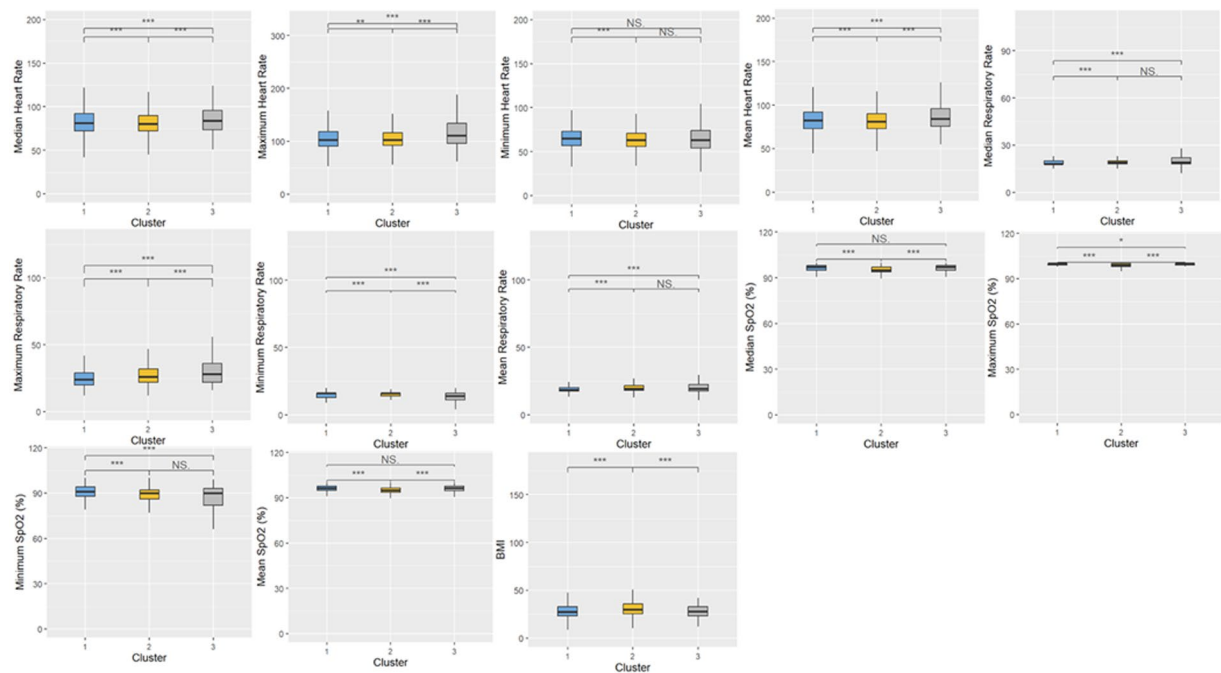 Median Heart Rate
200
150
100
50
0
***
***
***
1 2 3
Cluster
Maximum Heart Rate
300
200
100
0
***
**
***
1 2 3
Cluster
Minimum Heart Rate
200
150
100
50
0
NS.
***
NS.
1 2 3
Cluster
Mean Heart Rate
200
150
100
50
0
***
***
***
1 2 3
Cluster
Median Respiratory Rate
90
60
30
0
***
***
NS.
1 2 3
Cluster
Maximum Respiratory Rate
100
50
0
***
***
***
1 2 3
Cluster
Minimum Respiratory Rate
100
50
0
***
***
***
1 2 3
Cluster
Mean Respiratory Rate
100
50
0
***
***
NS.
1 2 3
Cluster
Median SpO2 (%)
120
90
60
30
0
NS.
***
***
1 2 3
Cluster
Maximum SpO2 (%)
120
90
60
30
0
*
***
***
1 2 3
Cluster
Minimum SpO2 (%)
120
90
60
30
0
***
***
NS.
1 2 3
Cluster
Mean SpO2 (%)
120
90
60
30
0
NS.
***
***
1 2 3
Cluster
BMI
150
100
50
0
***
***
1 2 3
Cluster